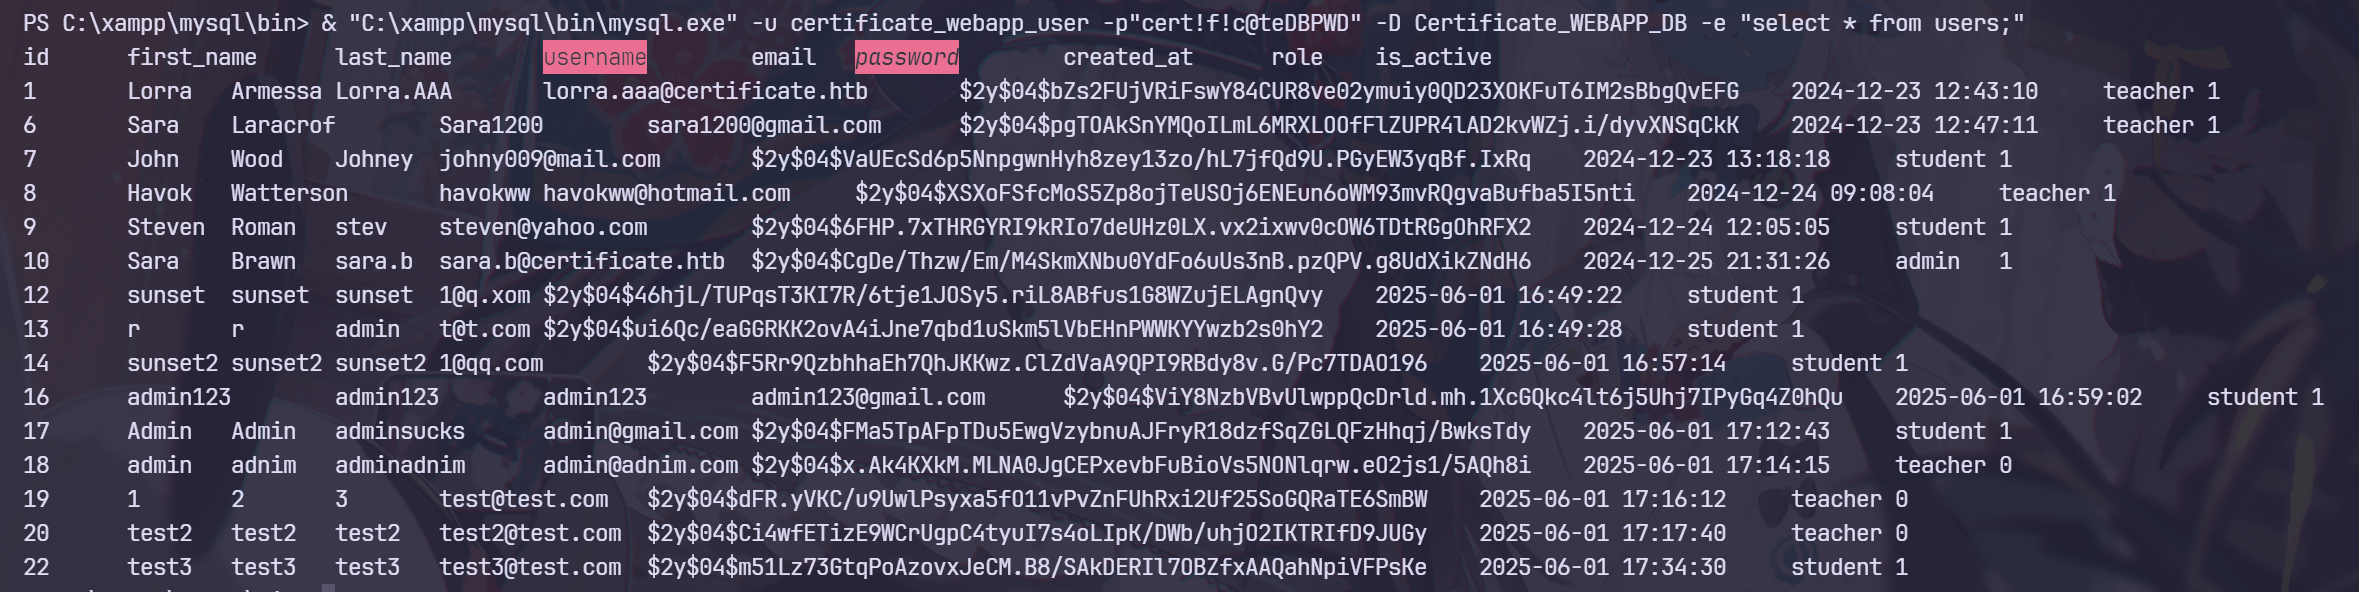 PS C:\xampp\mysql\bin> & "C:\xampp\mysql\bin\mysql.exe" -u certificate_webapp_user -p"cert!f!c@teDBPWD" -D Certificate_WEBAPP_DB -e "select * from users;"
id first_name last_name username email password created_at role is_active
1 Lorra Armessa Lorra.AAA lorra.aaa@certificate.htb $2y$04$bZs2FUjVRiFswY84CUR8ve02ymuiy0QD23XOKFuT6IM2sBbgQvEFG 2024-12-23 12:43:10 teacher 1
6 Sara Laracrof Sara1200 sara1200@gmail.com $2y$04$pgTOAkSnYMQoILmL6MRXLOOfFlZUPR4lAD2kvWZj.i/dyvXNSqCkK 2024-12-23 12:47:11 teacher 1
7 John Wood Johney johny009@mail.com $2y$04$VaUEcSd6p5NnpgwnHyh8zey13zo/hL7jfQd9U.PGyEW3yqBf.IxRq 2024-12-23 13:18:18 student 1
8 Havok Watterson havokww havokww@hotmail.com $2y$04$XSXoFSfcMoS5Zp8ojTeUSOj6ENEun6oWM93mvRQgvaBufba5I5nti 2024-12-24 09:08:04 teacher 1
9 Steven Roman stev steven@yahoo.com $2y$04$6FHP.7xTHRGYRI9kRIo7deUHz0LX.vx2ixwv0cOW6TDtRGgOhRFX2 2024-12-24 12:05:05 student 1
10 Sara Brawn sara.b sara.b@certificate.htb $2y$04$CgDe/Thzw/Em/M4SkmXNbu0YdFo6uUs3nB.pzQPV.g8UdXikZNdH6 2024-12-25 21:31:26 admin 1
12 sunset sunset sunset 1@q.xom $2y$04$46hjL/TUPqsT3KI7R/6tje1JOSy5.riL8ABfus1G8WZujELAgnQvy 2025-06-01 16:49:22 student 1
13 r r admin t@t.com $2y$04$ui6Qc/eaGGRKK2ovA4iJne7qbd1uSkm5lVbEHnPWWKYYwzb2s0hY2 2025-06-01 16:49:28 student 1
14 sunset2 sunset2 sunset2 1@qq.com $2y$04$F5Rr9QzbhhaEh7QhJKKwz.ClZdVaA9QPI9RBdy8v.G/Pc7TDAO196 2025-06-01 16:57:14 student 1
16 admin123 admin123 admin123 admin123@gmail.com $2y$04$ViY8NzbVBvUlwppQcDrld.mh.1XcGQkc4lt6j5Uhj7IPyGq4Z0hQu 2025-06-01 16:59:02 student 1
17 Admin Admin adminsucks admin@gmail.com $2y$04$FMa5TpAFpTDu5EwgVzybnuAJFryR18dzfSqZGLQFzHhqj/BwksTdy 2025-06-01 17:12:43 student 1
18 admin adnim adminadnim admin@adnim.com $2y$04$x.Ak4KXkM.MLNA0JgCEPxevbFuBioVs5NONlqrw.eO2js1/5AQh8i 2025-06-01 17:14:15 teacher 0
19 1 2 3 test@test.com $2y$04$dFR.yVKC/u9UwlPsyxa5fO11vPvZnFUhRxi2Uf25SoGQRaTE6SmBW 2025-06-01 17:16:12 teacher 0
20 test2 test2 test2 test2@test.com $2y$04$Ci4wfETizE9WCrUgpC4tyuI7s4oLIpK/DWb/uhjO2IKTRIfD9JUGy 2025-06-01 17:17:40 teacher 0
22 test3 test3 test3 test3@test.com $2y$04$m51Lz73GtqPoAzovxJeCM.B8/SAkDERIl7OBZfxAAQahNpiVFPsKe 2025-06-01 17:34:30 student 1